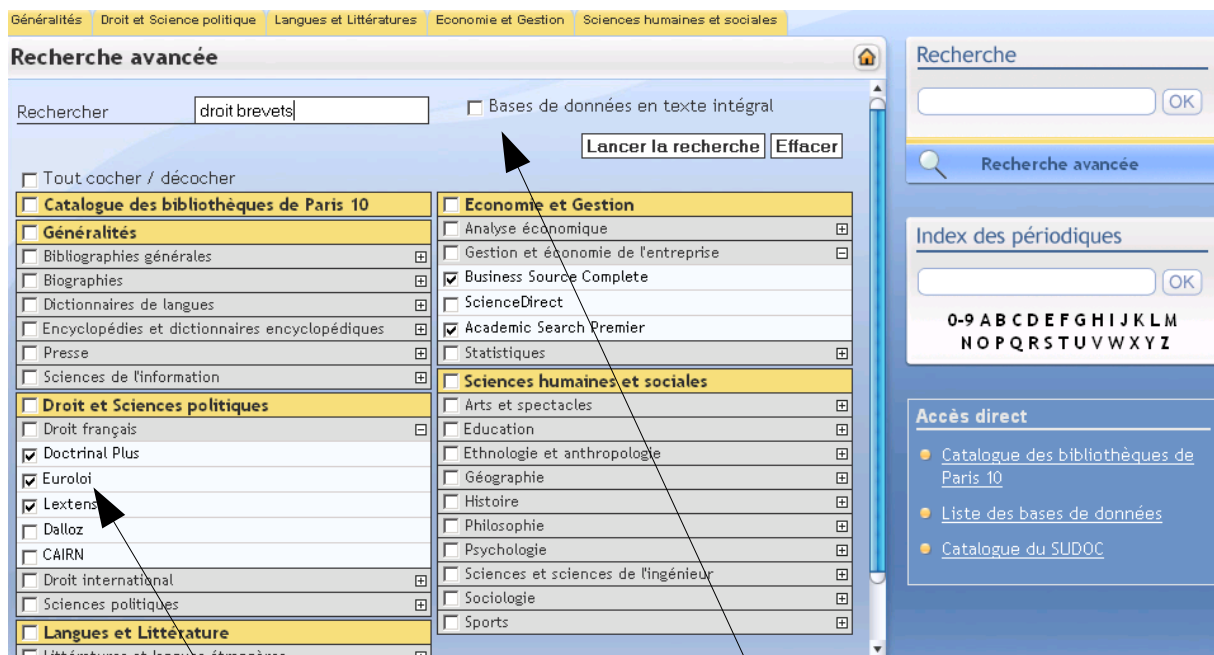 Généralités Droit et Science politique Langues et Littératures Economie et Gestion Sciences humaines et sociales
Recherche avancée
Rechercher droit brevets
Bases de données en texte intégral
Lancer la recherche Effacer
Tout cocher / décocher
Catalogue des bibliothèques de Paris 10
Généralités
Bibliographies générales
Biographies
Dictionnaires de langues
Encyclopédies et dictionnaires encyclopédiques
Presse
Sciences de l'information
Droit et Sciences politiques
Droit français
Doctrinal Plus
Euroloi
Lextens
Dalloz
CAIRN
Droit international
Sciences politiques
Langues et Littérature
Economie et Gestion
Analyse économique
Gestion et économie de l'entreprise
Business Source Complete
ScienceDirect
Academic Search Premier
Statistiques
Sciences humaines et sociales
Arts et spectacles
Education
Ethnologie et anthropologie
Géographie
Histoire
Philosophie
Psychologie
Sciences et sciences de l'ingénieur
Sociologie
Sports
Recherche
OK
Recherche avancée
Index des périodiques
OK
0-9 A B C D E F G H I J K L M
N O P Q R S T U V W X Y Z
Accès direct
Catalogue des bibliothèques de
Paris 10
Liste des bases de données
Catalogue du SUDOC